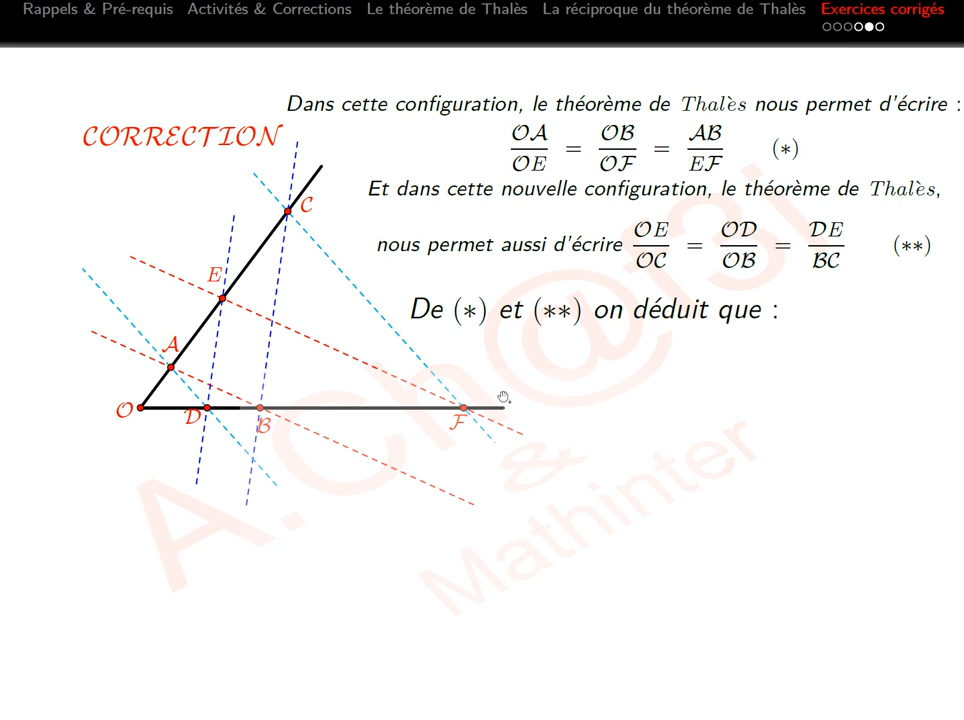 Rappels & Pré-requis Activités & Corrections Le théorème de Thalès La réciproque du théorème de Thalès Exercices corrigés
Dans cette configuration, le théorème de Thalès nous permet d'écrire :
CORRECTION
OA/OE = OB/OF = AB/EF (*)
Et dans cette nouvelle configuration, le théorème de Thalès,
nous permet aussi d'écrire OE/OC = OD/OB = DE/BC (**)
De (*) et (**) on déduit que :
C
E
A
O
D
B
F
A.Ch@f3i
&
Mathinter